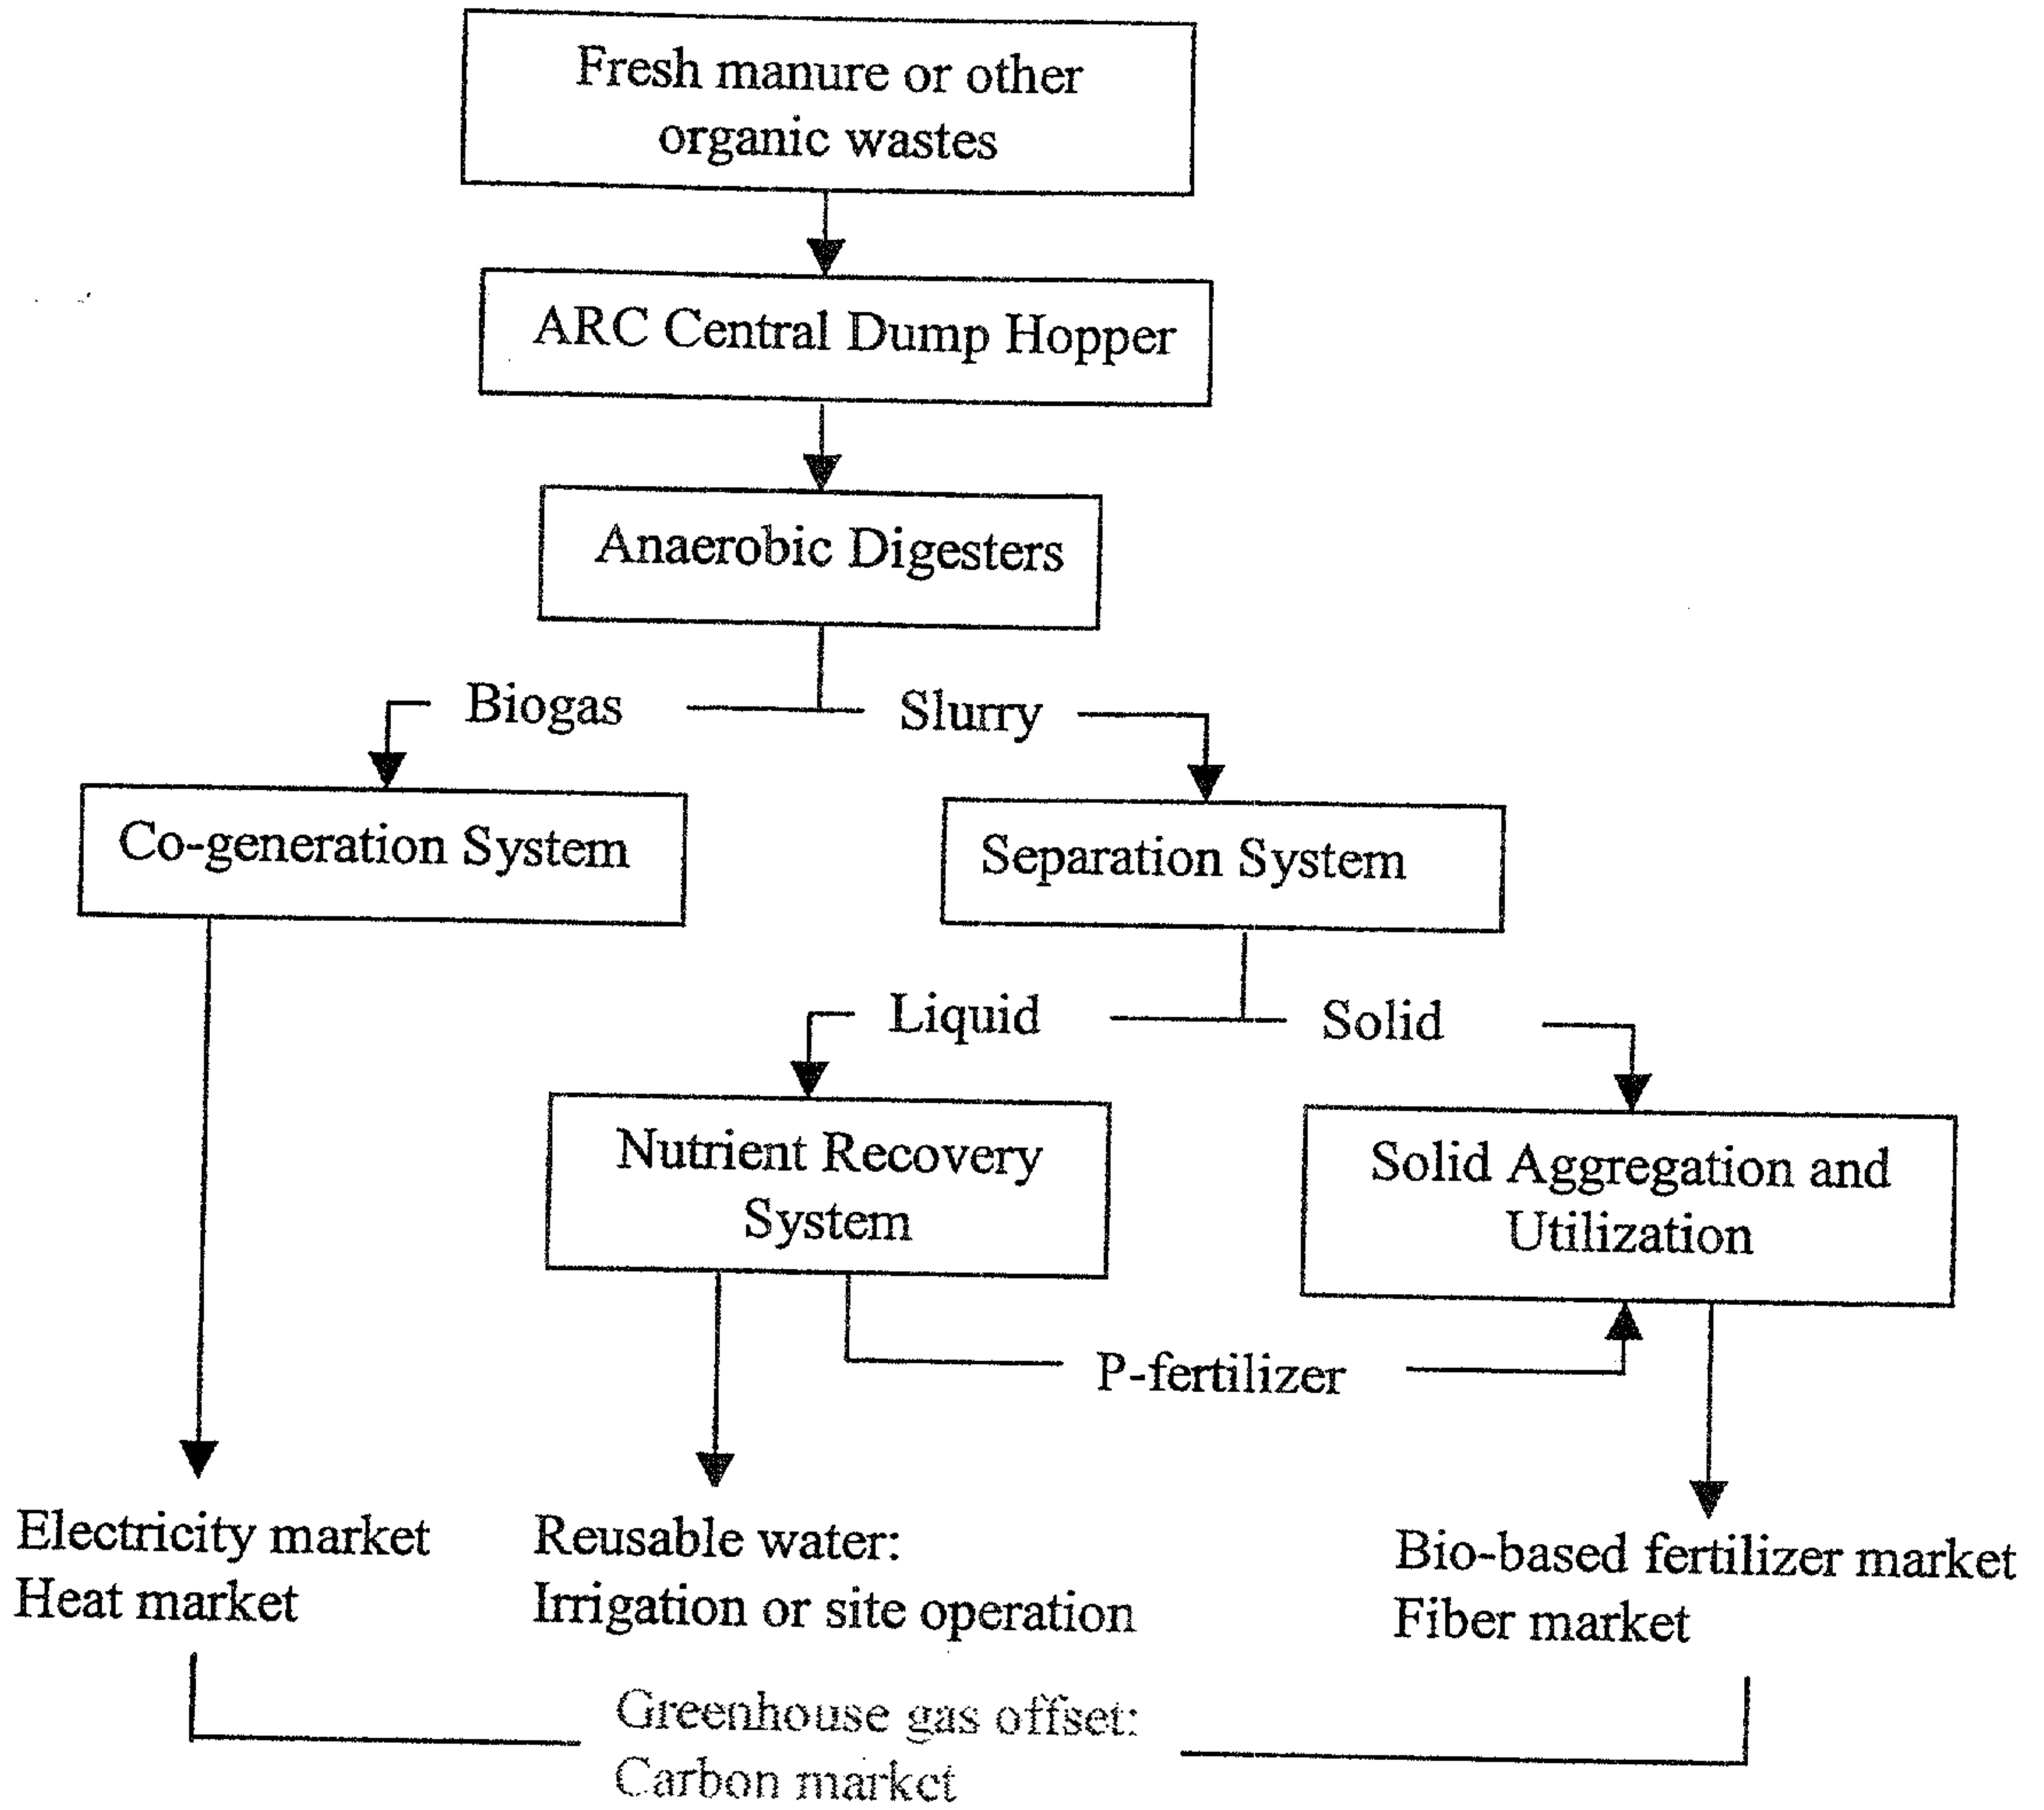 Fresh manure or other
organic wastes
ARC Central Dump Hopper
Anaerobic Digesters
Biogas
Slurry
Co-generation System
Separation System
Liquid
Solid
Nutrient Recovery
System
Solid Aggregation and
Utilization
P-fertilizer
Electricity market
Heat market
Reusable water:
Irrigation or site operation
Bio-based fertilizer market
Fiber market
Greenhouse gas offset:
Carbon market